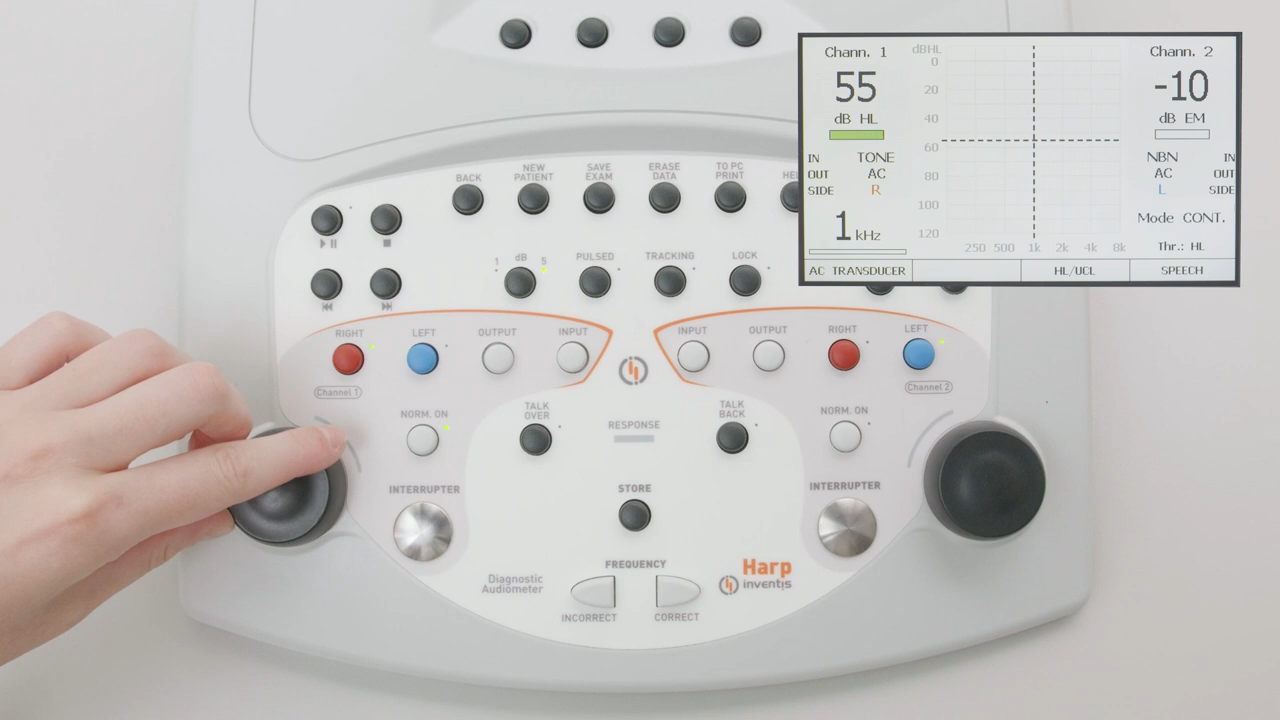 Chann. 1
dBHL
Chann. 2
55
-10
dB HL
dB EM
0
20
40
60
80
100
120
IN TONE
OUT AC
SIDE R
NBN IN
AC OUT
L SIDE
1 kHz
Mode CONT.
250 500 1k 2k 4k 8k
Thr.: HL
AC TRANSDUCER
HL/UCL
SPEECH
BACK
NEW
PATIENT
SAVE
EXAM
ERASE
DATA
TO PC
PRINT
1 dB 5
PULSED
TRACKING
LOCK
RIGHT
LEFT
OUTPUT
INPUT
INPUT
OUTPUT
RIGHT
LEFT
Channel 1
Channel 2
NORM. ON
TALK
OVER
RESPONSE
TALK
BACK
NORM. ON
INTERRUPTER
STORE
INTERRUPTER
FREQUENCY
INCORRECT
CORRECT
Diagnostic
Audiometer
Harp
inventis